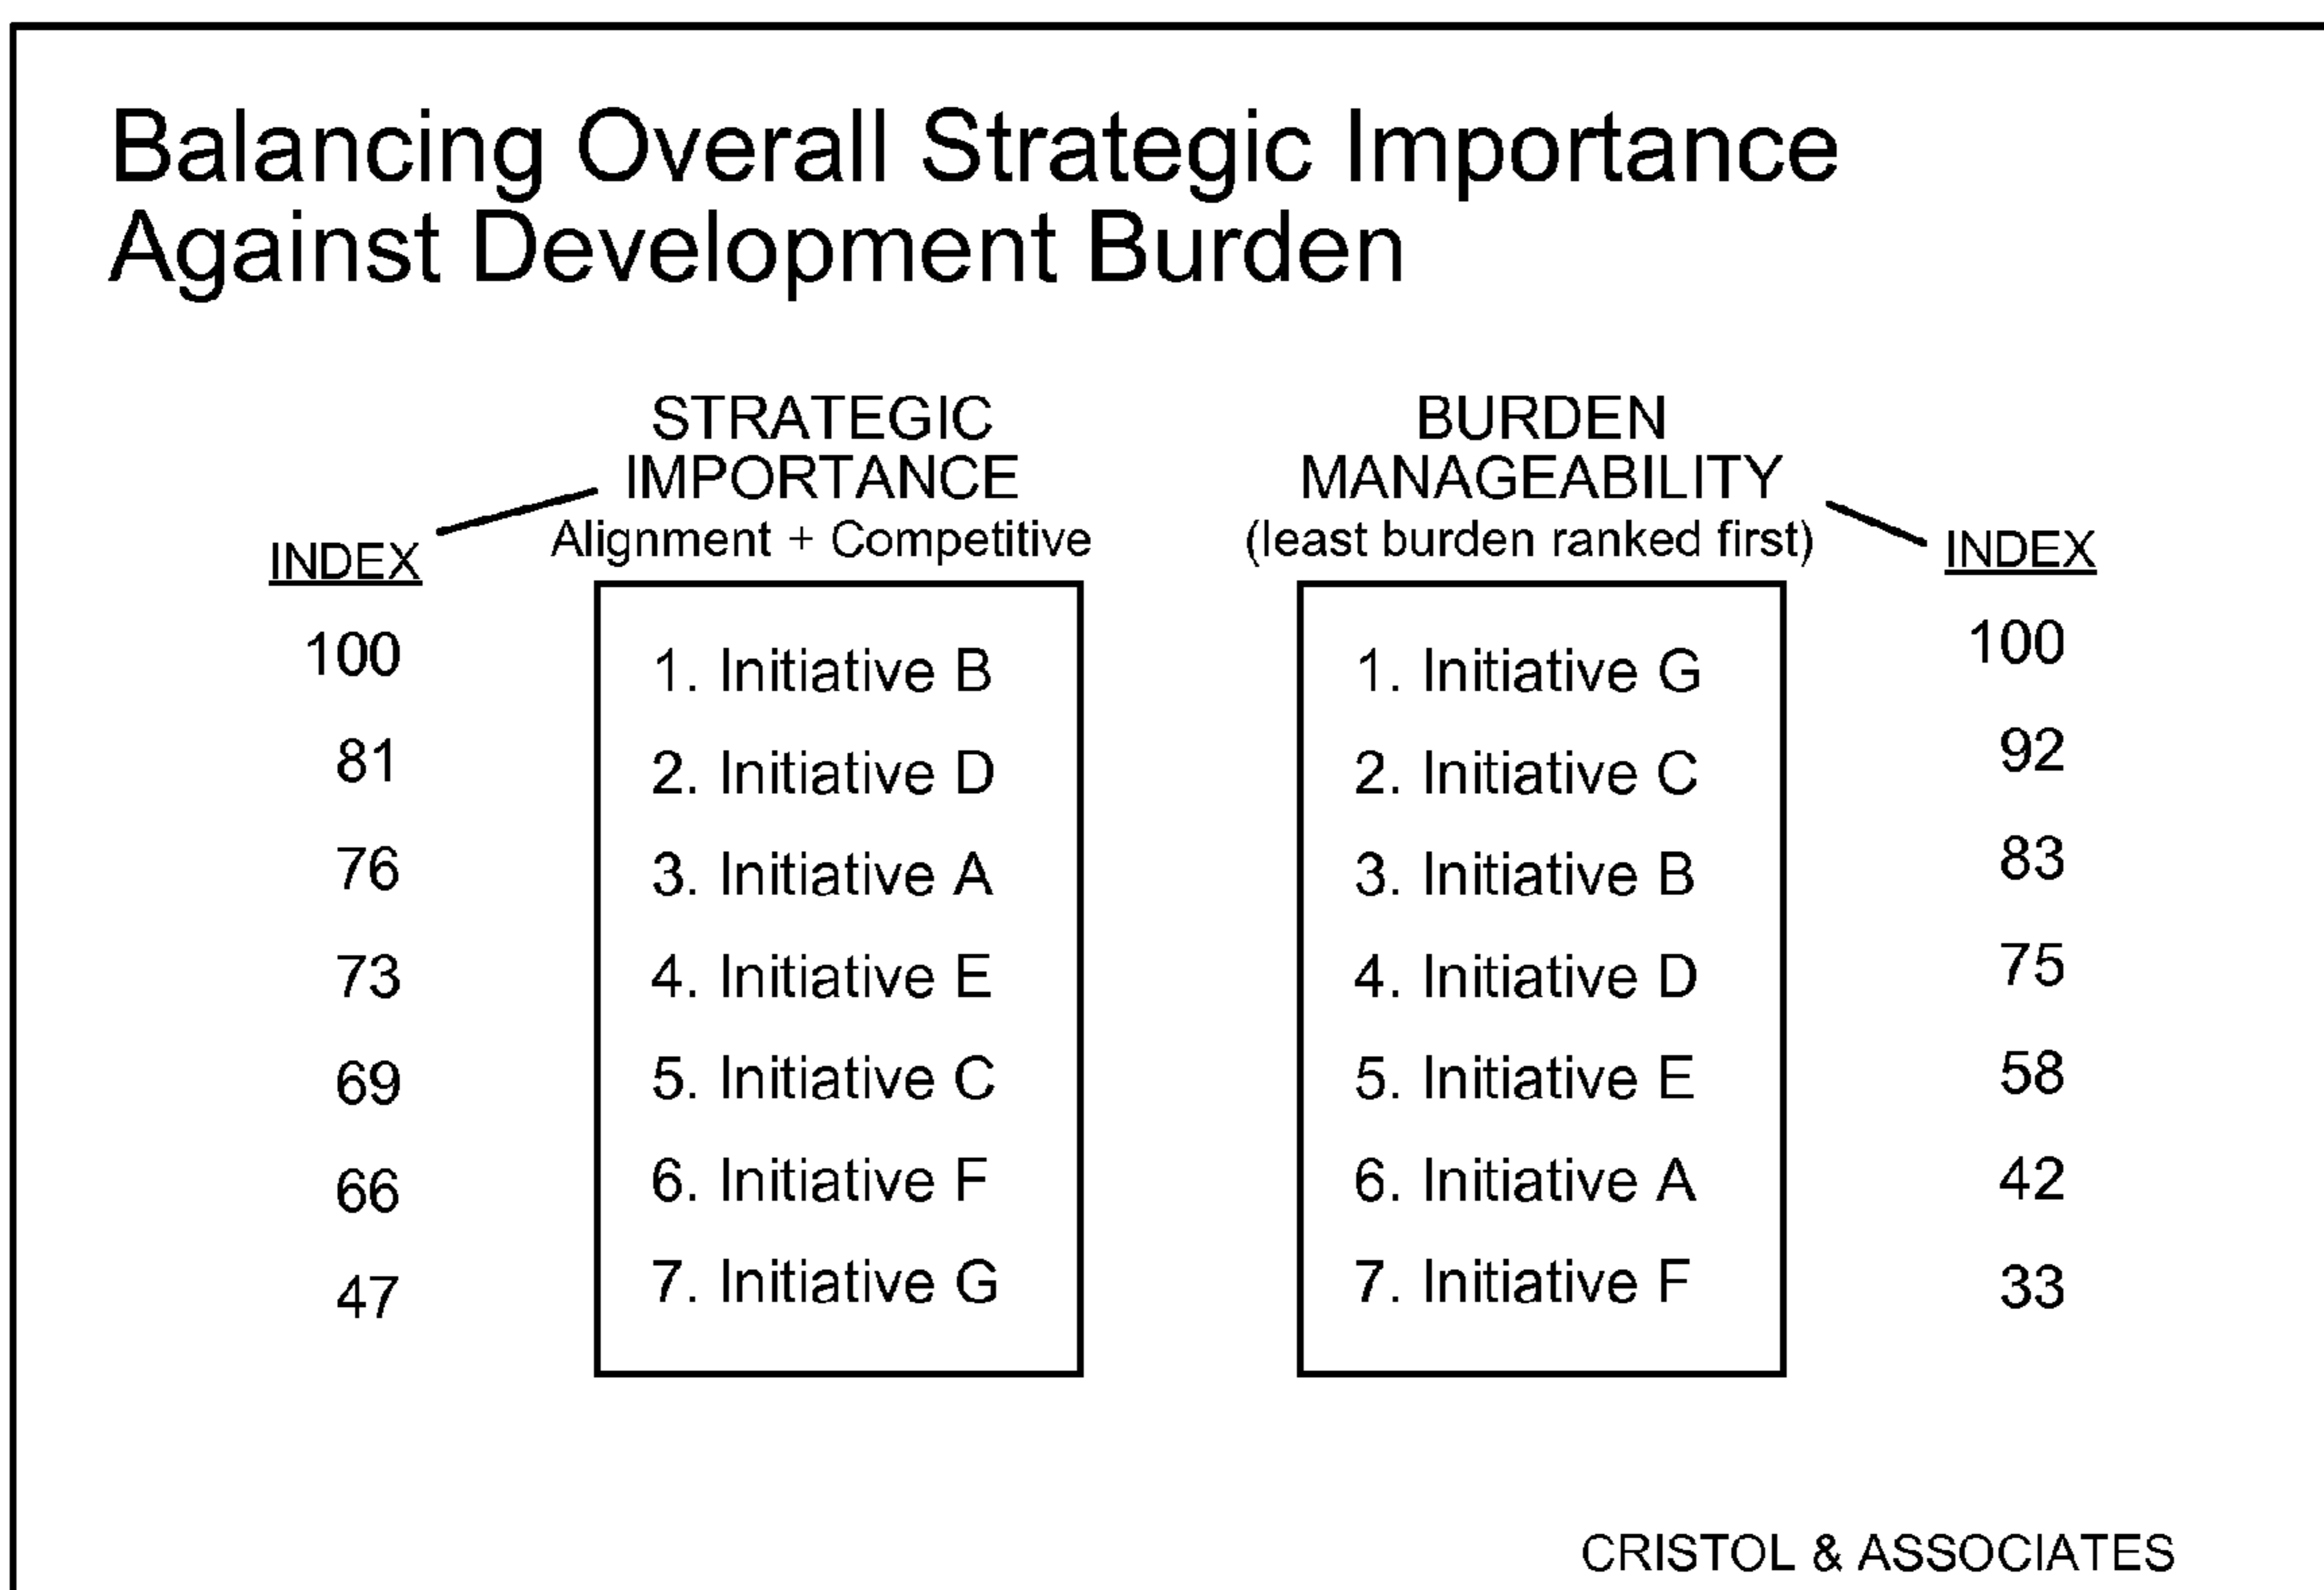 Balancing Overall Strategic Importance
Against Development Burden
STRATEGIC
IMPORTANCE
Alignment + Competitive
INDEX
BURDEN
MANAGEABILITY
(least burden ranked first)
INDEX
100 1. Initiative B 1. Initiative G 100
81 2. Initiative D 2. Initiative C 92
76 3. Initiative A 3. Initiative B 83
73 4. Initiative E 4. Initiative D 75
69 5. Initiative C 5. Initiative E 58
66 6. Initiative F 6. Initiative A 42
47 7. Initiative G 7. Initiative F 33
CRISTOL & ASSOCIATES